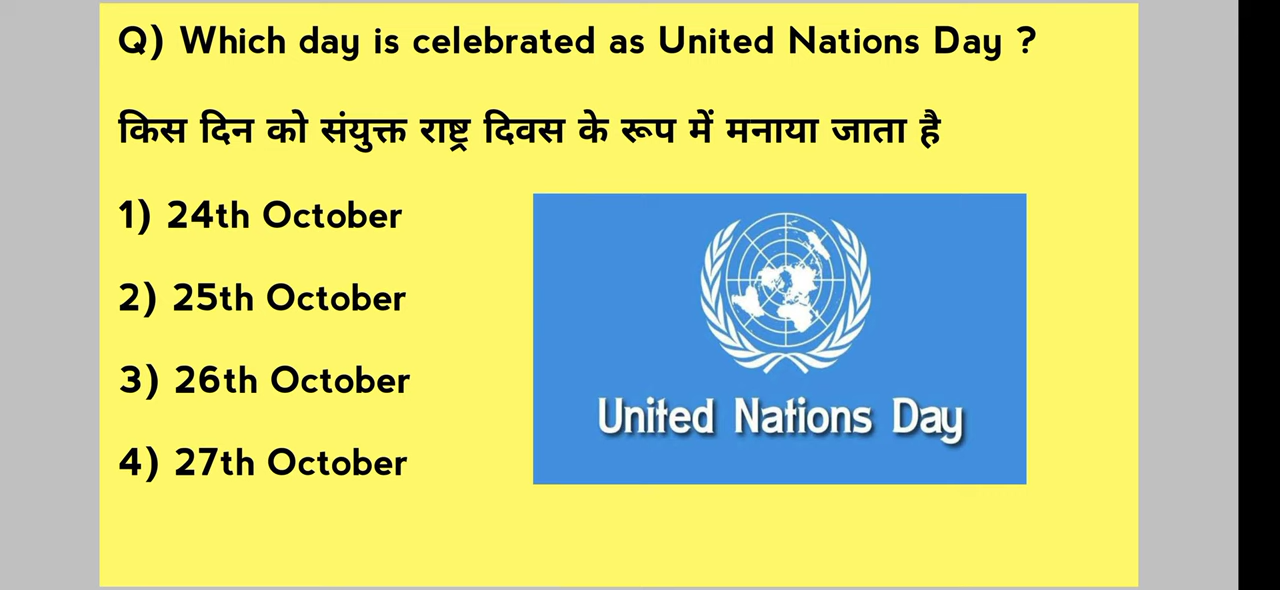 Q) Which day is celebrated as United Nations Day ?
किस दिन को संयुक्त राष्ट्र दिवस के रूप में मनाया जाता है
1) 24th October
2) 25th October
3) 26th October
4) 27th October
United Nations Day